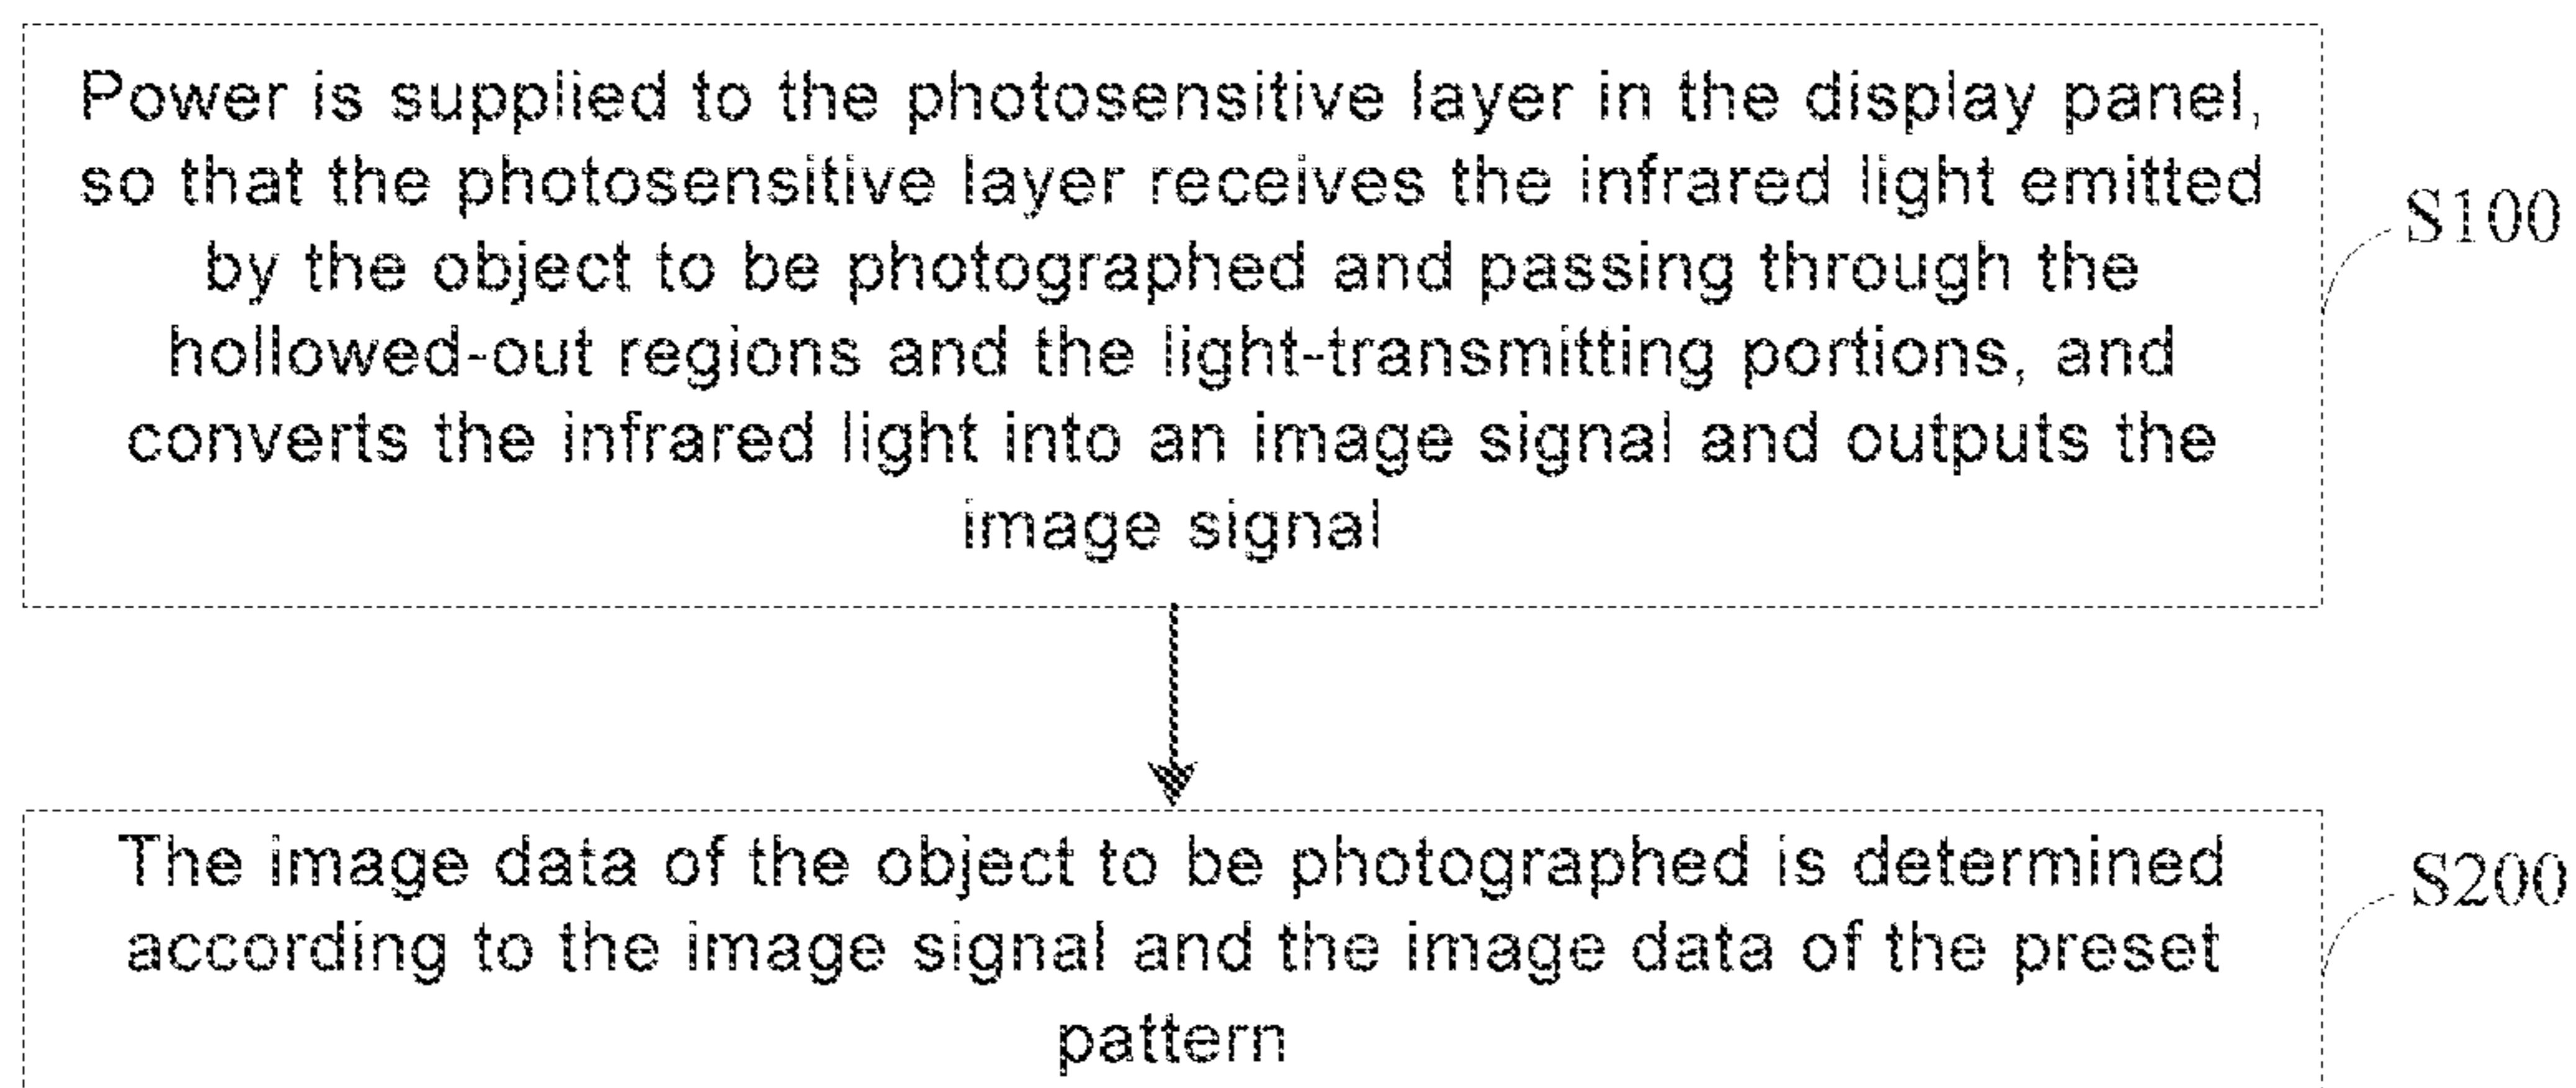 Power is supplied to the photosensitive layer in the display panel,
so that the photosensitive layer receives the infrared light emitted
by the object to be photographed and passing through the
hollowed-out regions and the light-transmitting portions, and
converts the infrared light into an image signal and outputs the
image signal
S100
The image data of the object to be photographed is determined
according to the image signal and the image data of the preset
pattern
S200